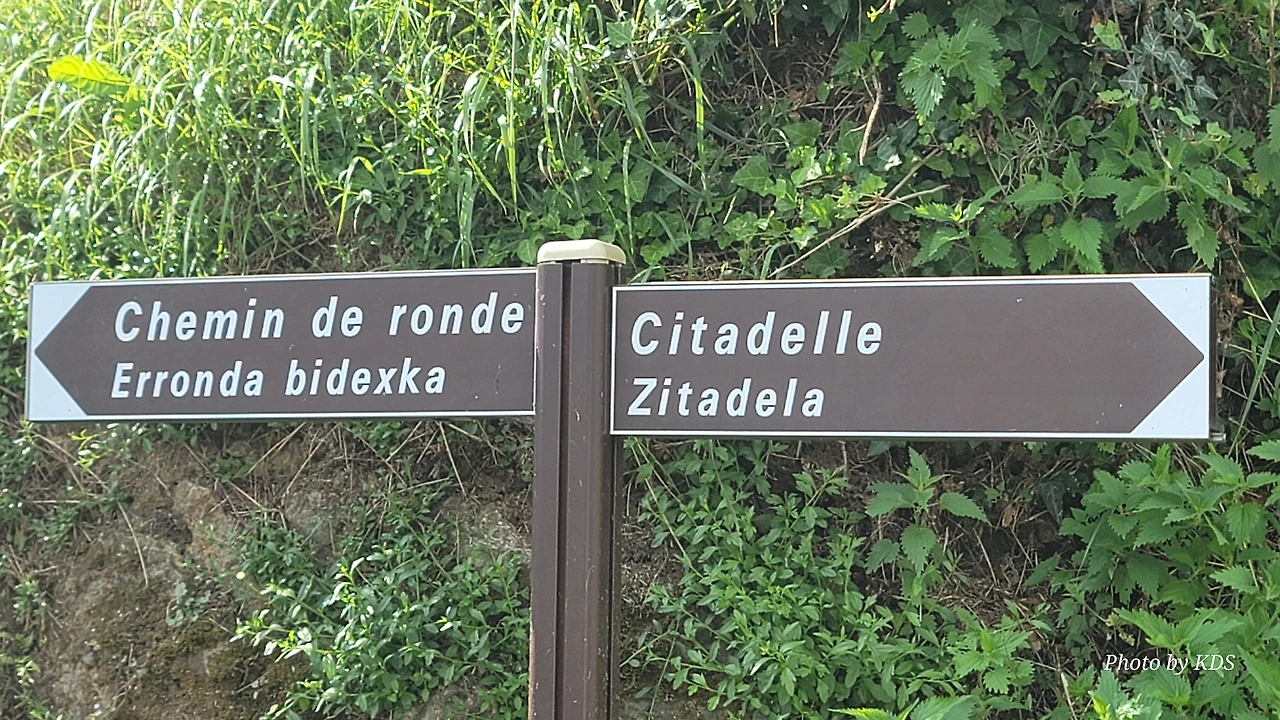 Chemin de ronde
Erronda bidexka
Citadelle
Zitadela
Photo by KDS